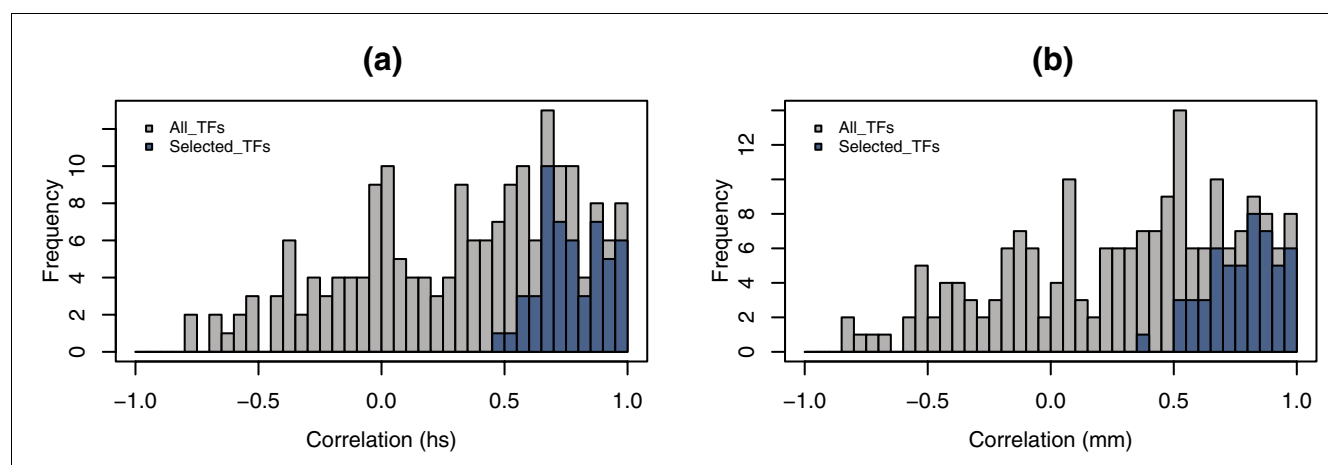 (a)
All_TFs
Selected_TFs
Frequency
0 2 4 6 8 10
−1.0 −0.5 0.0 0.5 1.0
Correlation (hs)
(b)
All_TFs
Selected_TFs
Frequency
0 2 4 6 8 12
−1.0 −0.5 0.0 0.5 1.0
Correlation (mm)